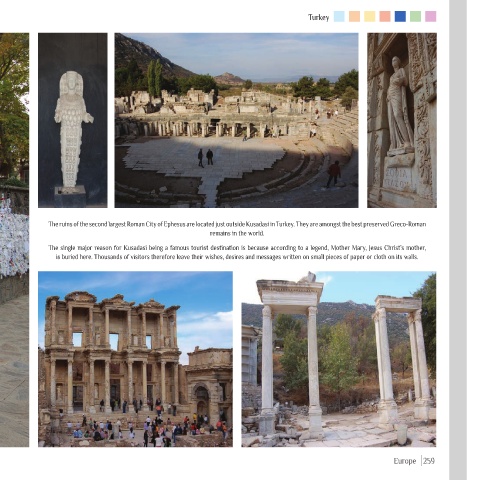 Turkey
The ruins of the second largest Roman City of Ephesus are located just outside Kusadasi in Turkey. They are amongst the best preserved Greco-Roman
remains in the world.
The single major reason for Kusadasi being a famous tourist destination is because according to a legend, Mother Mary, Jesus Christ's mother,
is buried here. Thousands of visitors therefore leave their wishes, desires and messages written on small pieces of paper or cloth on its walls.
Europe 259